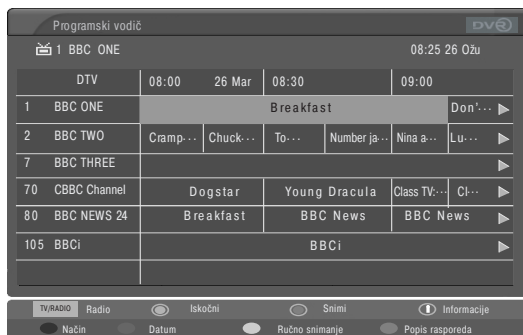 Programski vodič DVR
1 BBC ONE 08:25 26 Ožu
DTV 08:00 26 Mar 08:30 09:00
1 BBC ONE Breakfast Don'···
2 BBC TWO Cramp··· Chuck··· To··· Number ja··· Nina a··· Lu···
7 BBC THREE
70 CBBC Channel Dogstar Young Dracula Class TV:··· Cl···
80 BBC NEWS 24 Breakfast BBC News BBC News
105 BBCi BBCi
TV/RADIO Radio Iskočni Snimi Informacije
Način Datum Ručno snimanje Popis rasporeda